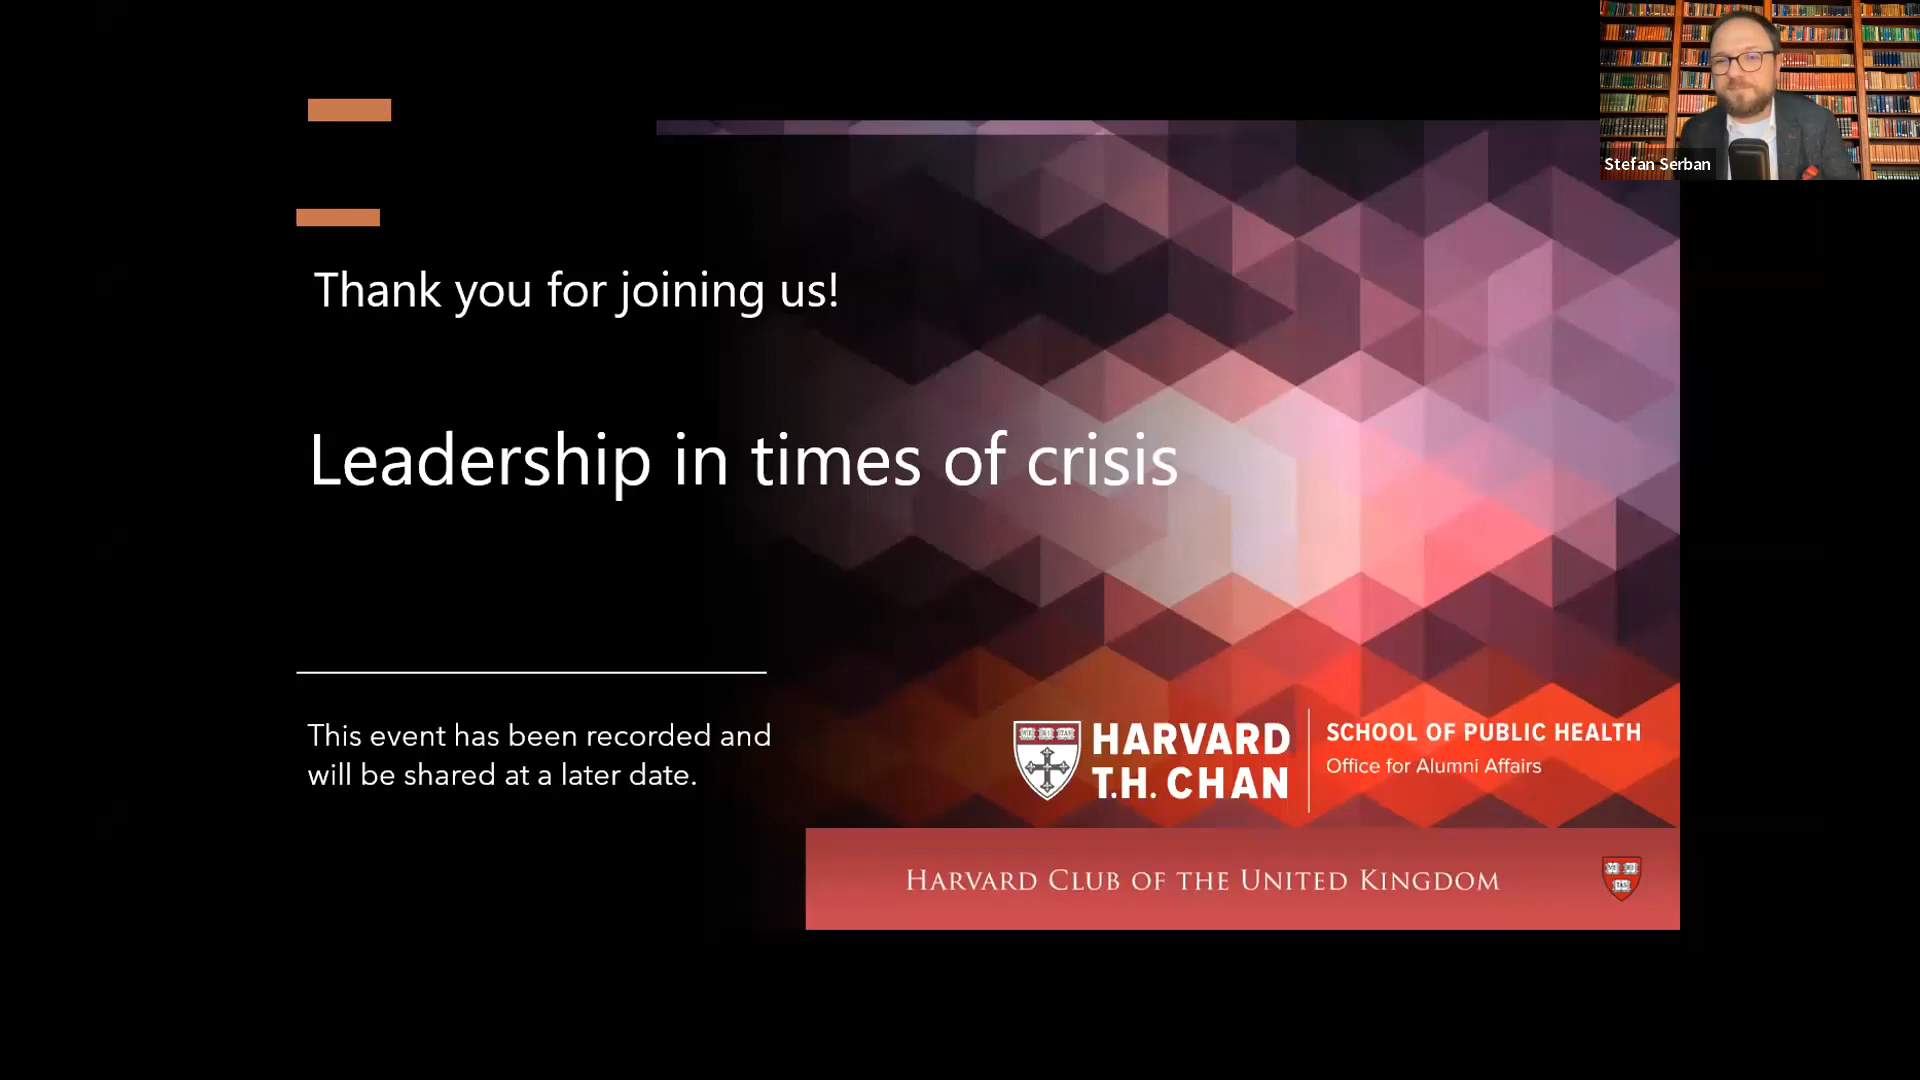 Stefan Serban
Thank you for joining us!
Leadership in times of crisis
This event has been recorded and
will be shared at a later date.
HARVARD
T.H. CHAN
SCHOOL OF PUBLIC HEALTH
Office for Alumni Affairs
HARVARD CLUB OF THE UNITED KINGDOM